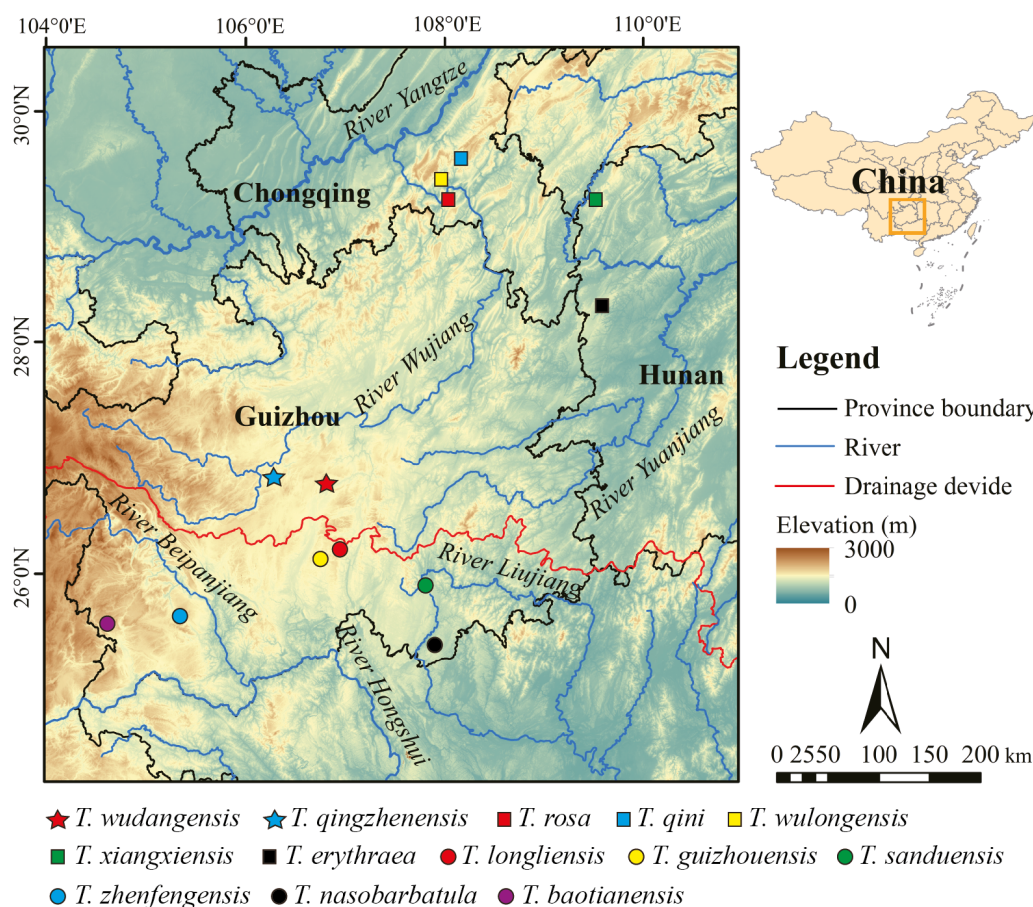 104°0'E 106°0'E 108°0'E 110°0'E
30°0'N
28°0'N
26°0'N
River Yangtze
Chongqing
River Wujiang
Hunan
Guizhou
River Yuanjiang
River Beipanjiang
River Liujiang
River Hongshui
China
Legend
Province boundary
River
Drainage devide
Elevation (m)
3000
0
N
0 2550 100 150 200 km
T. wudangensis T. qingzhenensis T. rosa T. qini T. wulongensis
T. xiangxiensis T. erythraea T. longliensis T. guizhouensis T. sanduensis
T. zhenfengensis T. nasobarbatula T. baotianensis